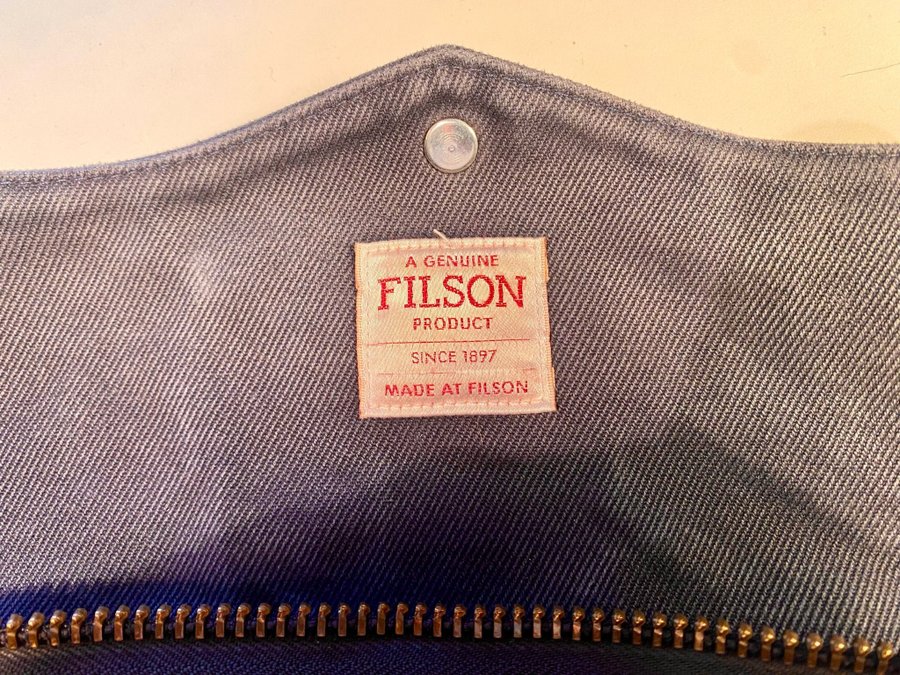 A GENUINE
FILSON
PRODUCT
SINCE 1897
MADE AT FILSON